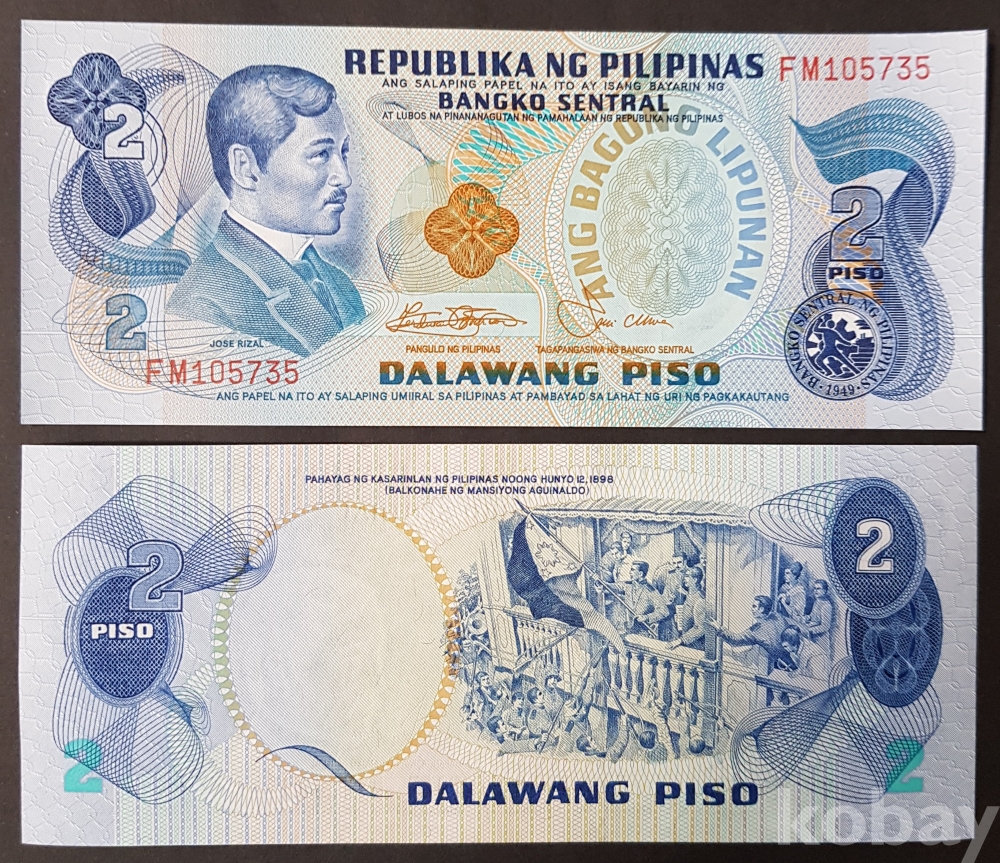 2
REPUBLIKA NG PILIPINAS
FM105735
ANG SALAPING PAPEL NA ITO AY ISANG BAYARIN NG
BANGKO SENTRAL
AT LUBOS NA PINANANAGUTAN NG PAMAHALAAN NG REPUBLIKA NG PILIPINAS
ANG BAGONG LIPUNAN
2
PISO
BANGKO SENTRAL NG PILIPINAS
1949
2
JOSE RIZAL
PANGULO NG PILIPINAS
TAGAPANGASIWA NG BANGKO SENTRAL
FM105735
DALAWANG PISO
ANG PAPEL NA ITO AY SALAPING UMIIRAL SA PILIPINAS AT PAMBAYAD SA LAHAT NG URI NG PAGKAKAUTANG
PAHAYAG NG KASARINLAN NG PILIPINAS NOONG HUNYO 12, 1898
(BALKONAHE NG MANSIYONG AGUINALDO)
2
PISO
2
2
DALAWANG PISO
2
kobay